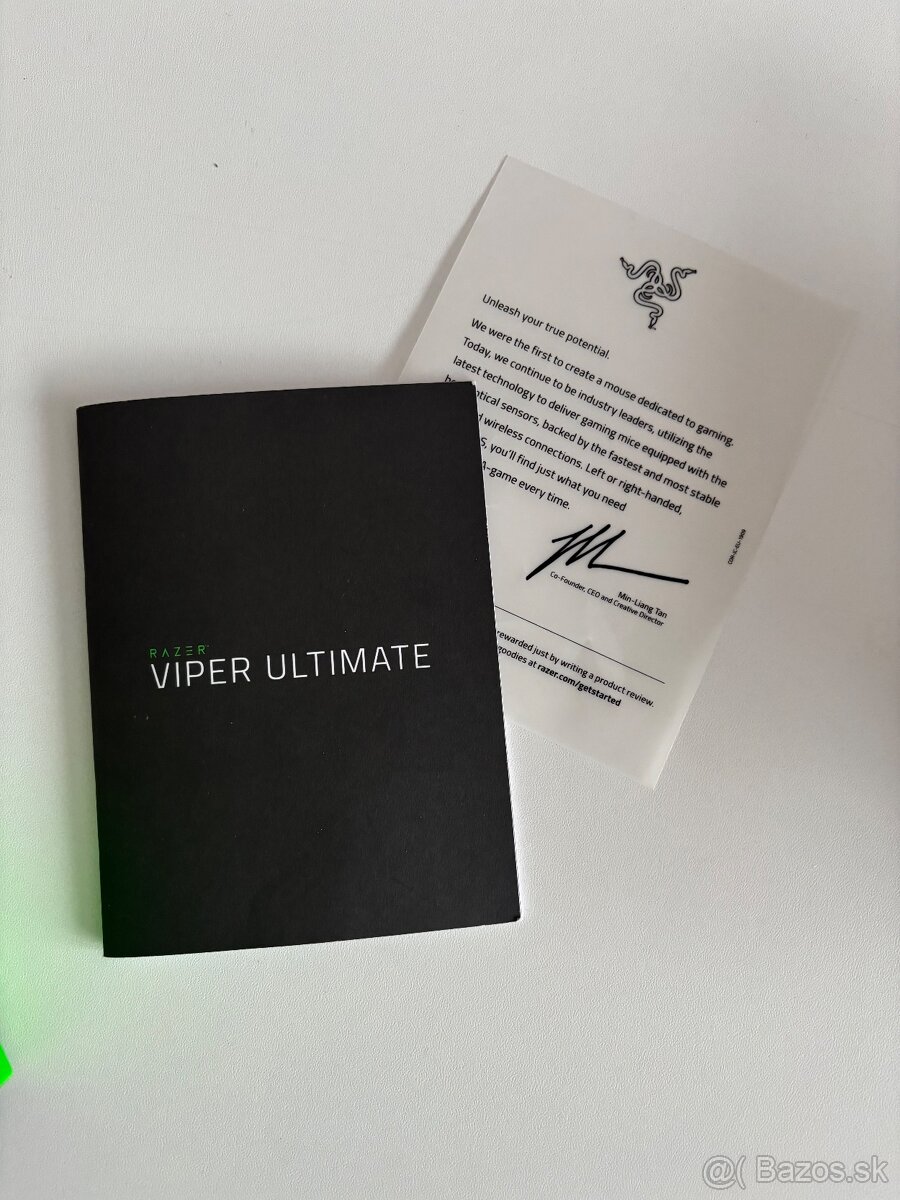 RAZER
VIPER ULTIMATE
Unleash your true potential.
We were the first to create a mouse dedicated to gaming.
Today, we continue to be industry leaders, utilizing the
latest technology to deliver gaming mice equipped with the
optical sensors, backed by the fastest and most stable
wireless connections. Left or right-handed,
you'll find just what you need
-game every time.
Min-Liang Tan
Co-Founder, CEO and Creative Director
rewarded just by writing a product review.
goodies at razer.com/getstarted
@( Bazos.sk